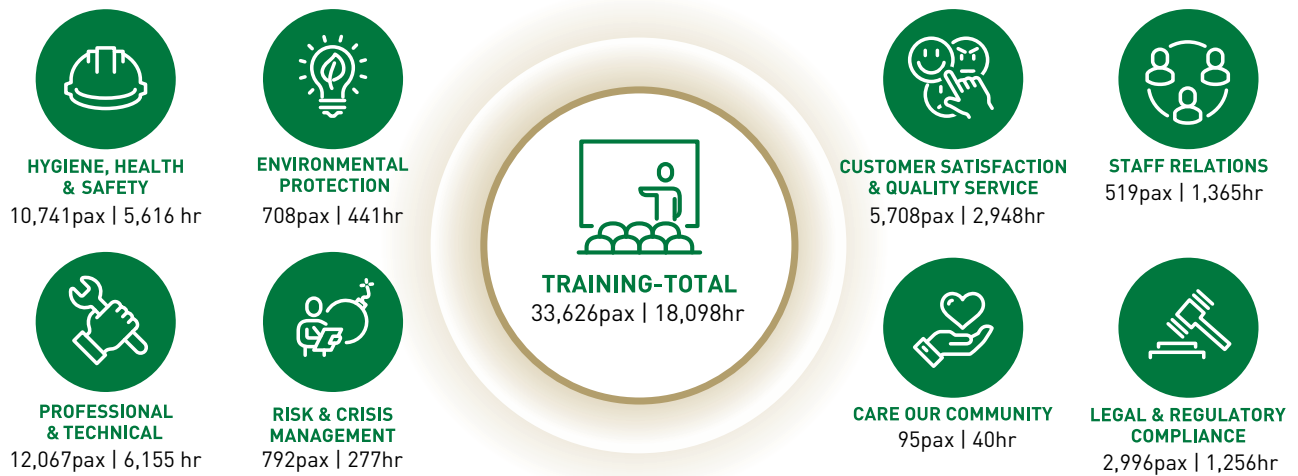 HYGIENE, HEALTH
& SAFETY
10,741pax | 5,616 hr
ENVIRONMENTAL
PROTECTION
708pax | 441hr
PROFESSIONAL
& TECHNICAL
12,067pax | 6,155 hr
RISK & CRISIS
MANAGEMENT
792pax | 277hr
TRAINING-TOTAL
33,626pax | 18,098hr
CUSTOMER SATISFACTION
& QUALITY SERVICE
5,708pax | 2,948hr
STAFF RELATIONS
519pax | 1,365hr
CARE OUR COMMUNITY
95pax | 40hr
LEGAL & REGULATORY
COMPLIANCE
2,996pax | 1,256hr